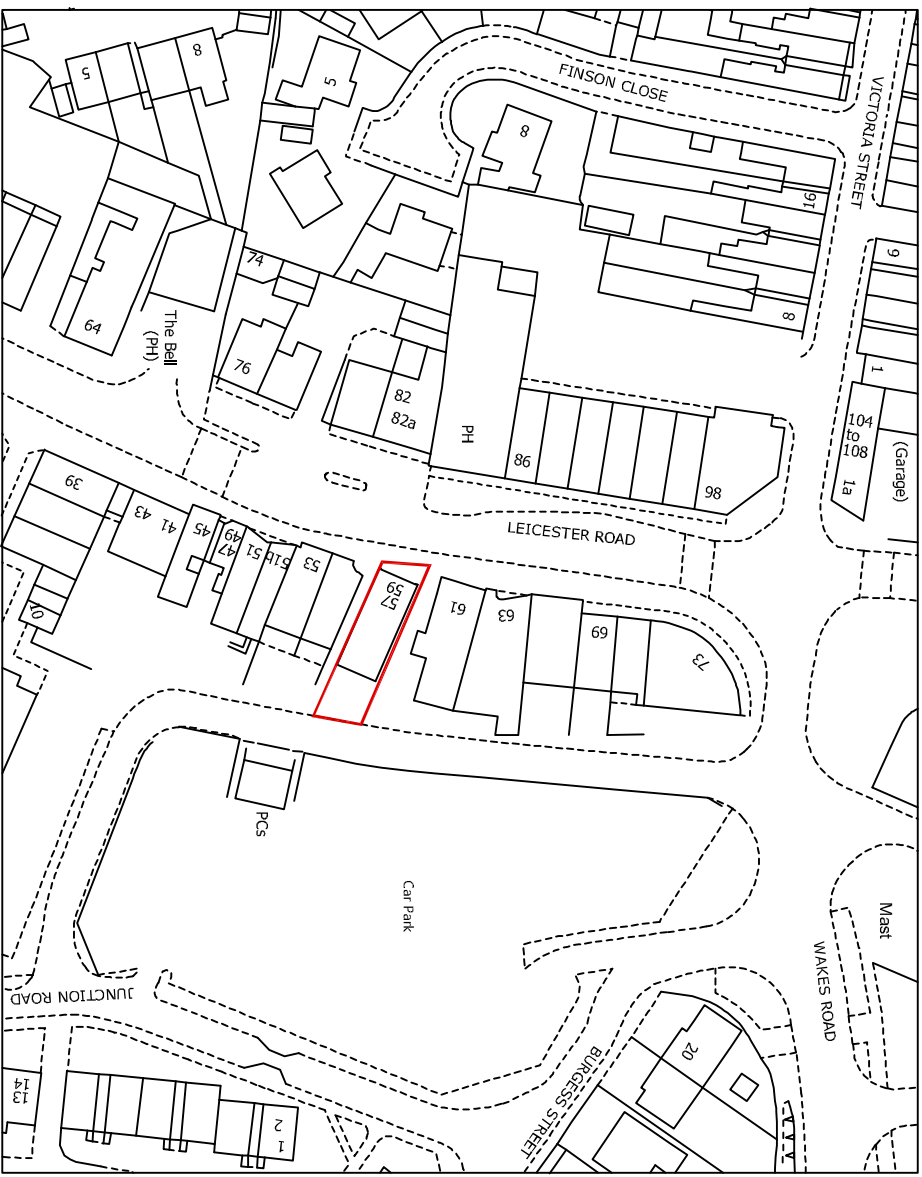 FINSON CLOSE
VICTORIA STREET
5
8
5
8
16
9
8
1
74
64
The Bell
(PH)
76
82
82a
PH
86
98
104
to
108
1a
(Garage)
LEICESTER ROAD
39
43
41
45
47
49
51
51b
53
59
57
61
63
69
73
10
PCs
Car Park
Mast
WAKES ROAD
JUNCTION ROAD
BURGESS STREET
20
14
13
2
1